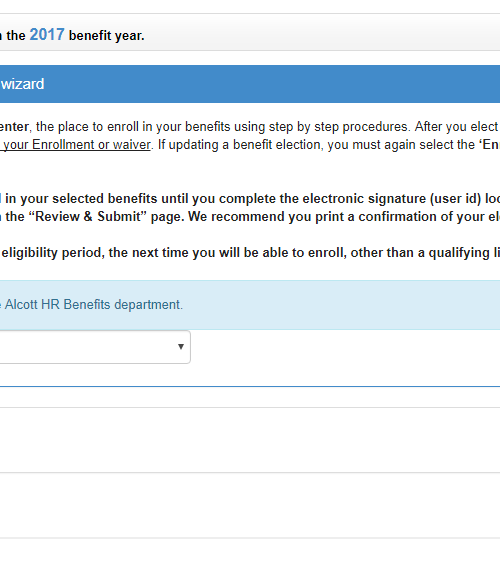 the 2017 benefit year.
wizard
enter, the place to enroll in your benefits using step by step procedures. After you elect
your Enrollment or waiver. If updating a benefit election, you must again select the ‘En
in your selected benefits until you complete the electronic signature (user id) loc
the “Review & Submit” page. We recommend you print a confirmation of your el
eligibility period, the next time you will be able to enroll, other than a qualifying li
Alcott HR Benefits department.